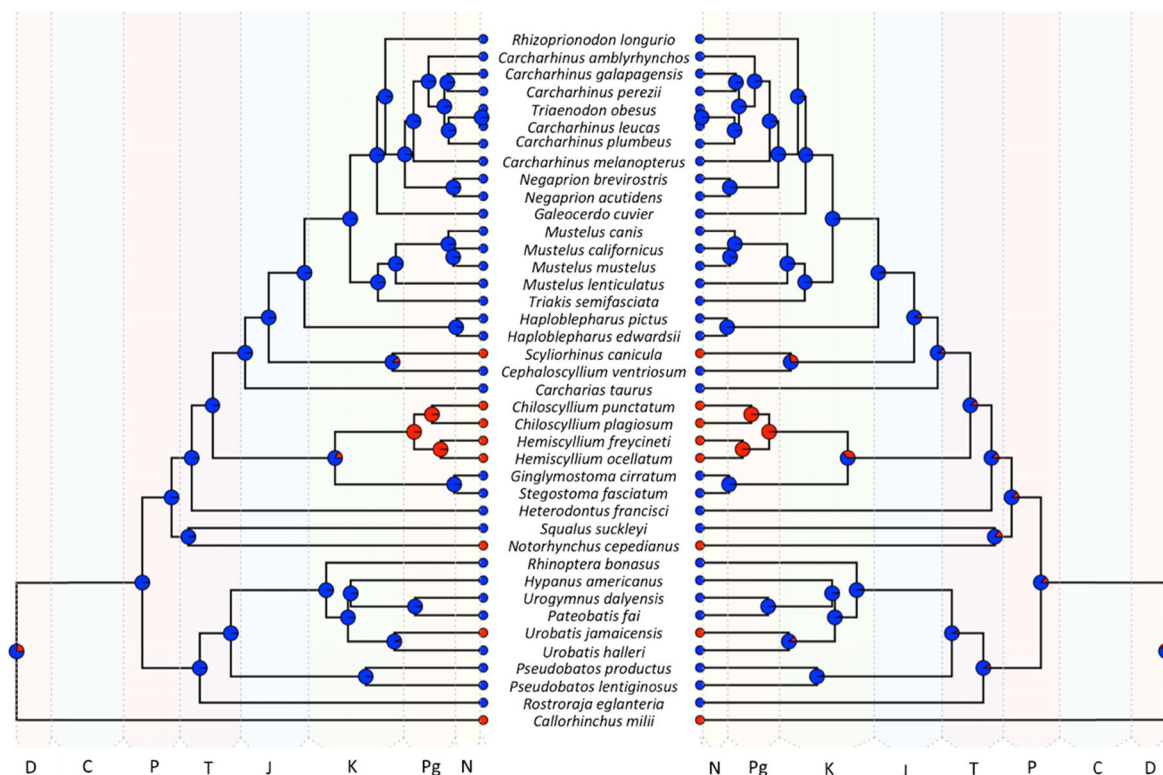 Rhizoprionodon longurio
Carcharhinus amblyrhynchos
Carcharhinus galapagensis
Carcharhinus perezii
Triaenodon obesus
Carcharhinus leucas
Carcharhinus plumbeus
Carcharhinus melanopterus
Negaprion brevirostris
Negaprion acutidens
Galeocerdo cuvier
Mustelus canis
Mustelus californicus
Mustelus mustelus
Mustelus lenticulatus
Triakis semifasciata
Haploblepharus pictus
Haploblepharus edwardsii
Scyliorhinus canicula
Cephaloscyllium ventriosum
Carcharias taurus
Chiloscyllium punctatum
Chiloscyllium plagiosum
Hemiscyllium freycineti
Hemiscyllium ocellatum
Ginglymostoma cirratum
Stegostoma fasciatum
Heterodontus francisci
Squalus suckleyi
Notorhynchus cepedianus
Rhinoptera bonasus
Hypanus americanus
Urogymnus dalyensis
Pateobatis fai
Urobatis jamaicensis
Urobatis halleri
Pseudobatos productus
Pseudobatos lentiginosus
Rostroraja eglanteria
Callorhinchus milii
D C P T J K Pg N N Pg K J T P C D